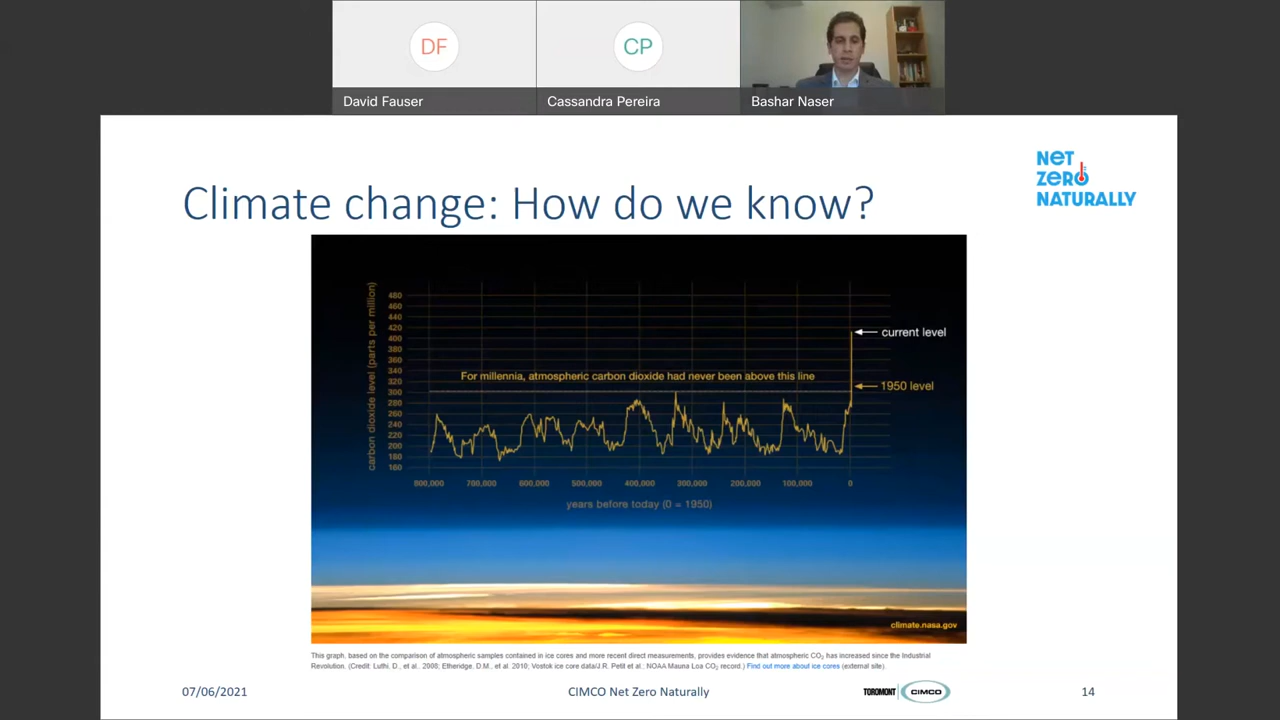 DF
CP
David Fauser
Cassandra Pereira
Bashar Naser
NET
ZERO
NATURALLY
Climate change: How do we know?
carbon dioxide level (parts per million)
480
460
440
420
400
380
360
340
320
300
280
260
240
220
200
180
160
current level
For millennia, atmospheric carbon dioxide had never been above this line
1950 level
800,000 700,000 600,000 500,000 400,000 300,000 200,000 100,000 0
years before today (0 = 1950)
climate.nasa.gov
This graph, based on the comparison of atmospheric samples contained in ice cores and more recent direct measurements, provides evidence that atmospheric CO2 has increased since the Industrial
Revolution. (Credit: Luthi, D., et al.. 2008; Etheridge, D.M., et al. 2010; Vostok ice core data/J.R. Petit et al.; NOAA Mauna Loa CO2 record.) Find out more about ice cores (external site).
07/06/2021
CIMCO Net Zero Naturally
TOROMONT
CIMCO
14